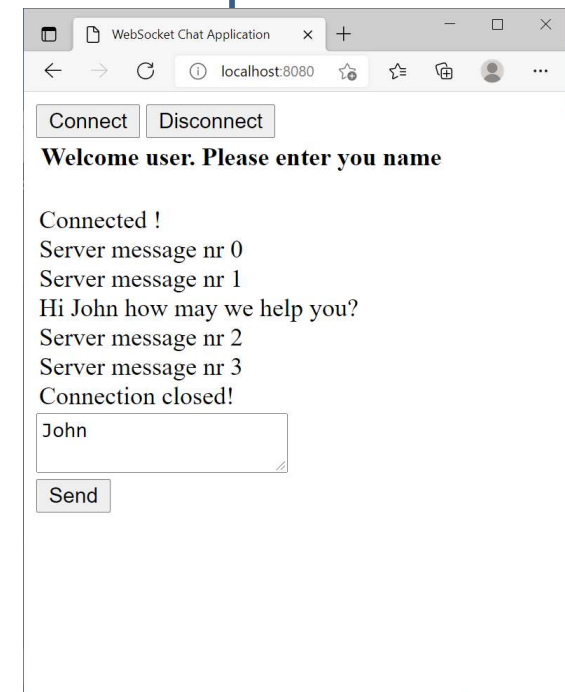 WebSocket Chat Application
localhost:8080
Connect Disconnect
Welcome user. Please enter you name
Connected !
Server message nr 0
Server message nr 1
Hi John how may we help you?
Server message nr 2
Server message nr 3
Connection closed!
John
Send